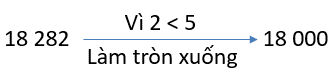 Vì 2 < 5
18 282 18 000
Làm tròn xuống